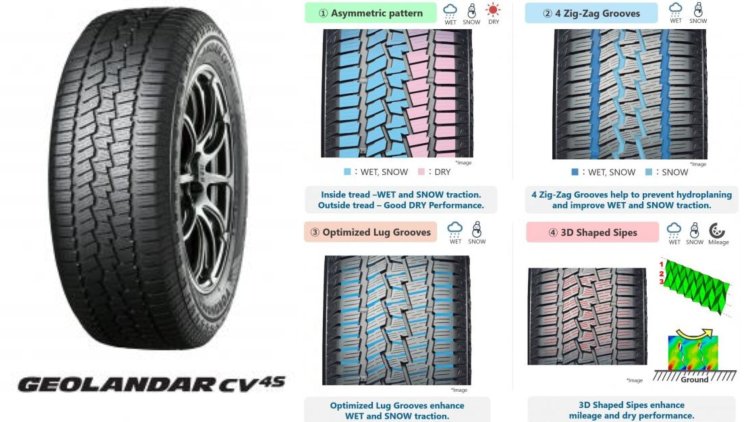 GEOLANDAR CV 4S
① Asymmetric pattern
WET SNOW DRY
: WET, SNOW : DRY
*Image
Inside tread –WET and SNOW traction.
Outside tread – Good DRY Performance.
② 4 Zig-Zag Grooves
WET SNOW
: WET, SNOW : SNOW
*Image
4 Zig-Zag Grooves help to prevent hydroplaning
and improve WET and SNOW traction.
③ Optimized Lug Grooves
WET SNOW
*Image
Optimized Lug Grooves enhance
WET and SNOW traction.
④ 3D Shaped Sipes
WET SNOW Mileage
1
2
3
*Image
Ground
3D Shaped Sipes enhance
mileage and dry performance.